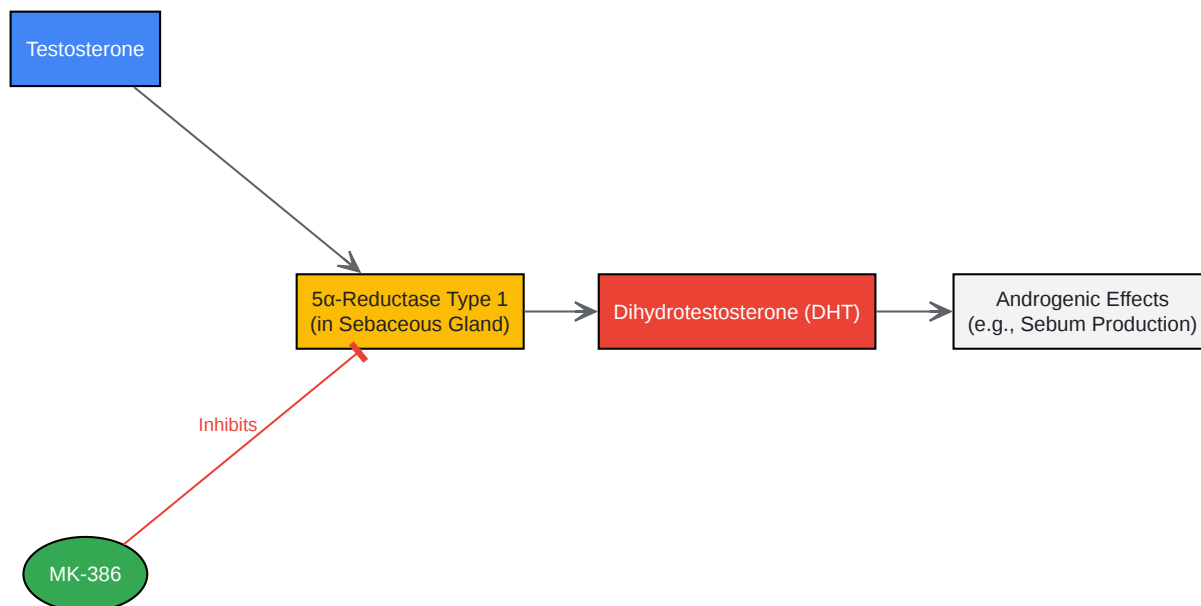 Testosterone
5α-Reductase Type 1
(in Sebaceous Gland)
Dihydrotestosterone (DHT)
Androgenic Effects
(e.g., Sebum Production)
Inhibits
MK-386